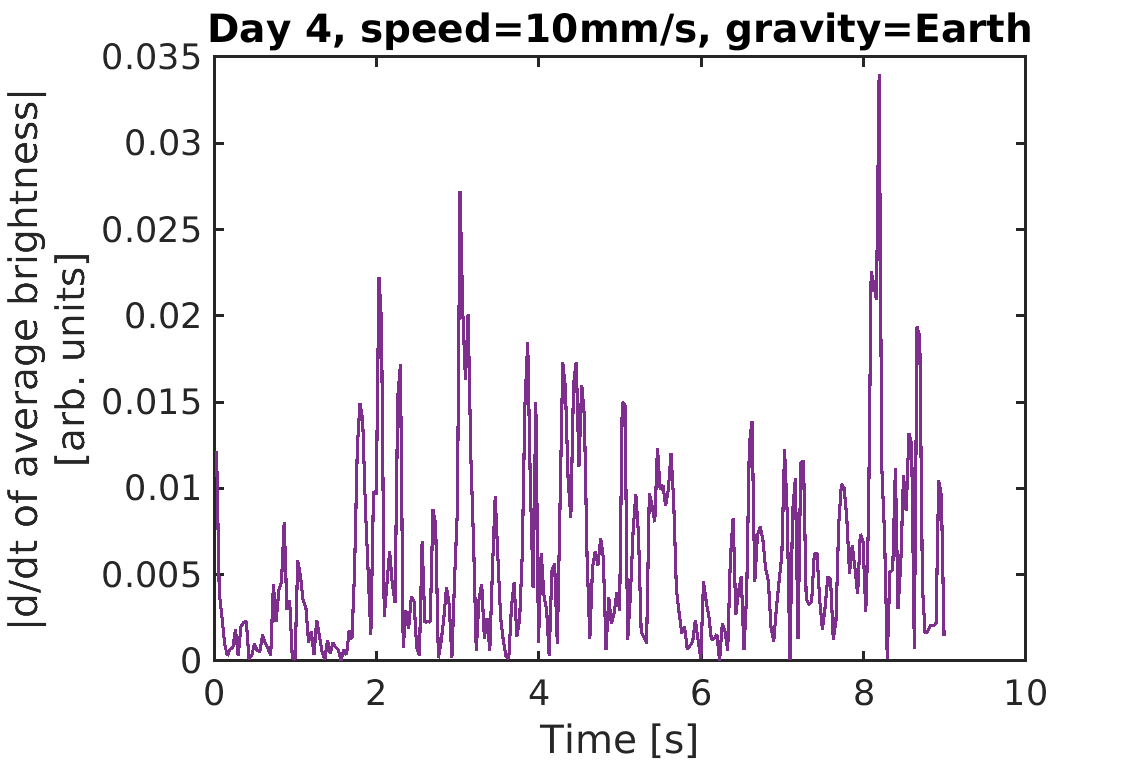 Day 4, speed=10mm/s, gravity=Earth
|d/dt of average brightness|
[arb. units]
0.035
0.03
0.025
0.02
0.015
0.01
0.005
0
0 2 4 6 8 10
Time [s]